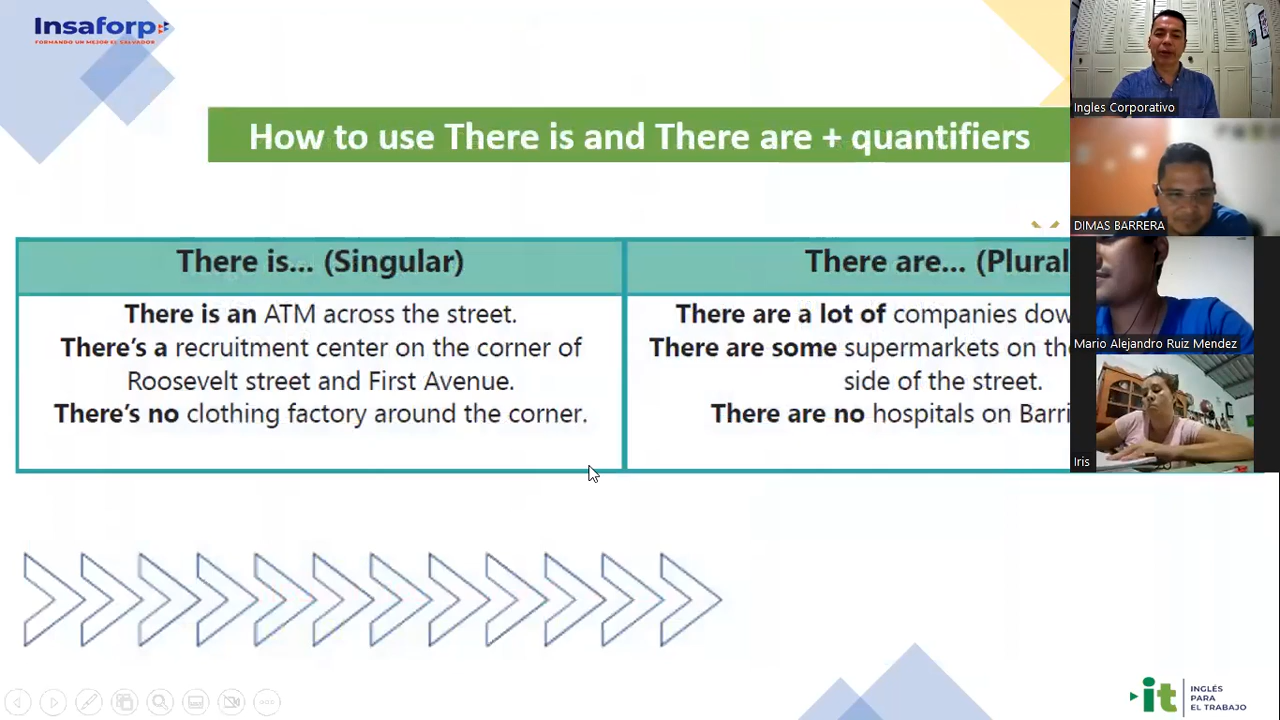 Insaforp
FORMANDO UN MEJOR EL SALVADOR
How to use There is and There are + quantifiers
There is... (Singular)
There are... (Plural
There is an ATM across the street.
There's a recruitment center on the corner of
Roosevelt street and First Avenue.
There's no clothing factory around the corner.
There are a lot of companies
There are some supermarkets on
side of the street.
There are no hospitals on
Ingles Corporativo
DIMAS BARRERA
Mario Alejandro Ruiz Mendez
Iris
it
INGLÉS
PARA
EL TRABAJO